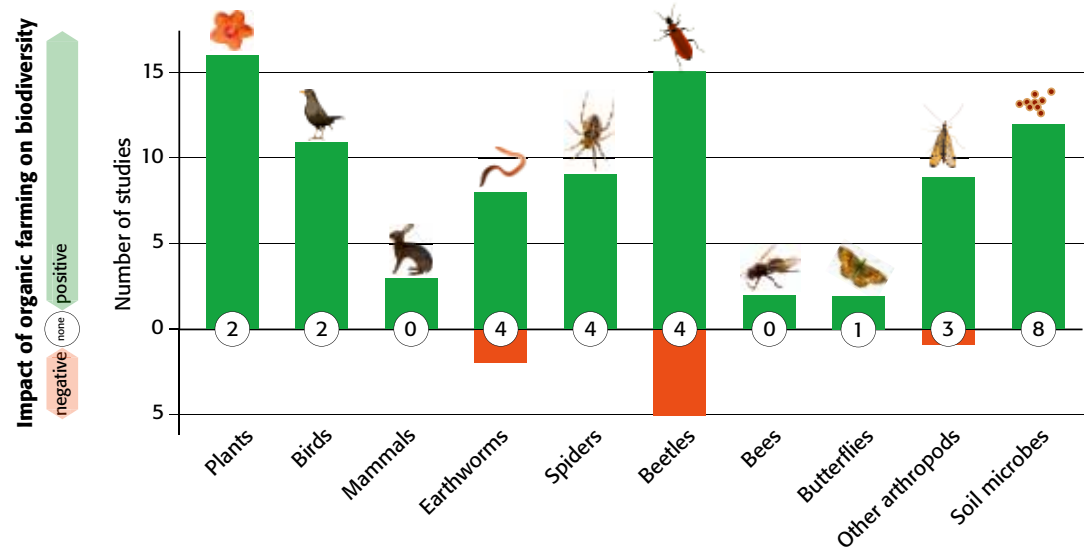 Impact of organic farming on biodiversity
positive
none
negative
Number of studies
15
10
5
0
5
2
2
0
4
4
4
0
1
3
8
Plants
Birds
Mammals
Earthworms
Spiders
Beetles
Bees
Butterflies
Other arthropods
Soil microbes